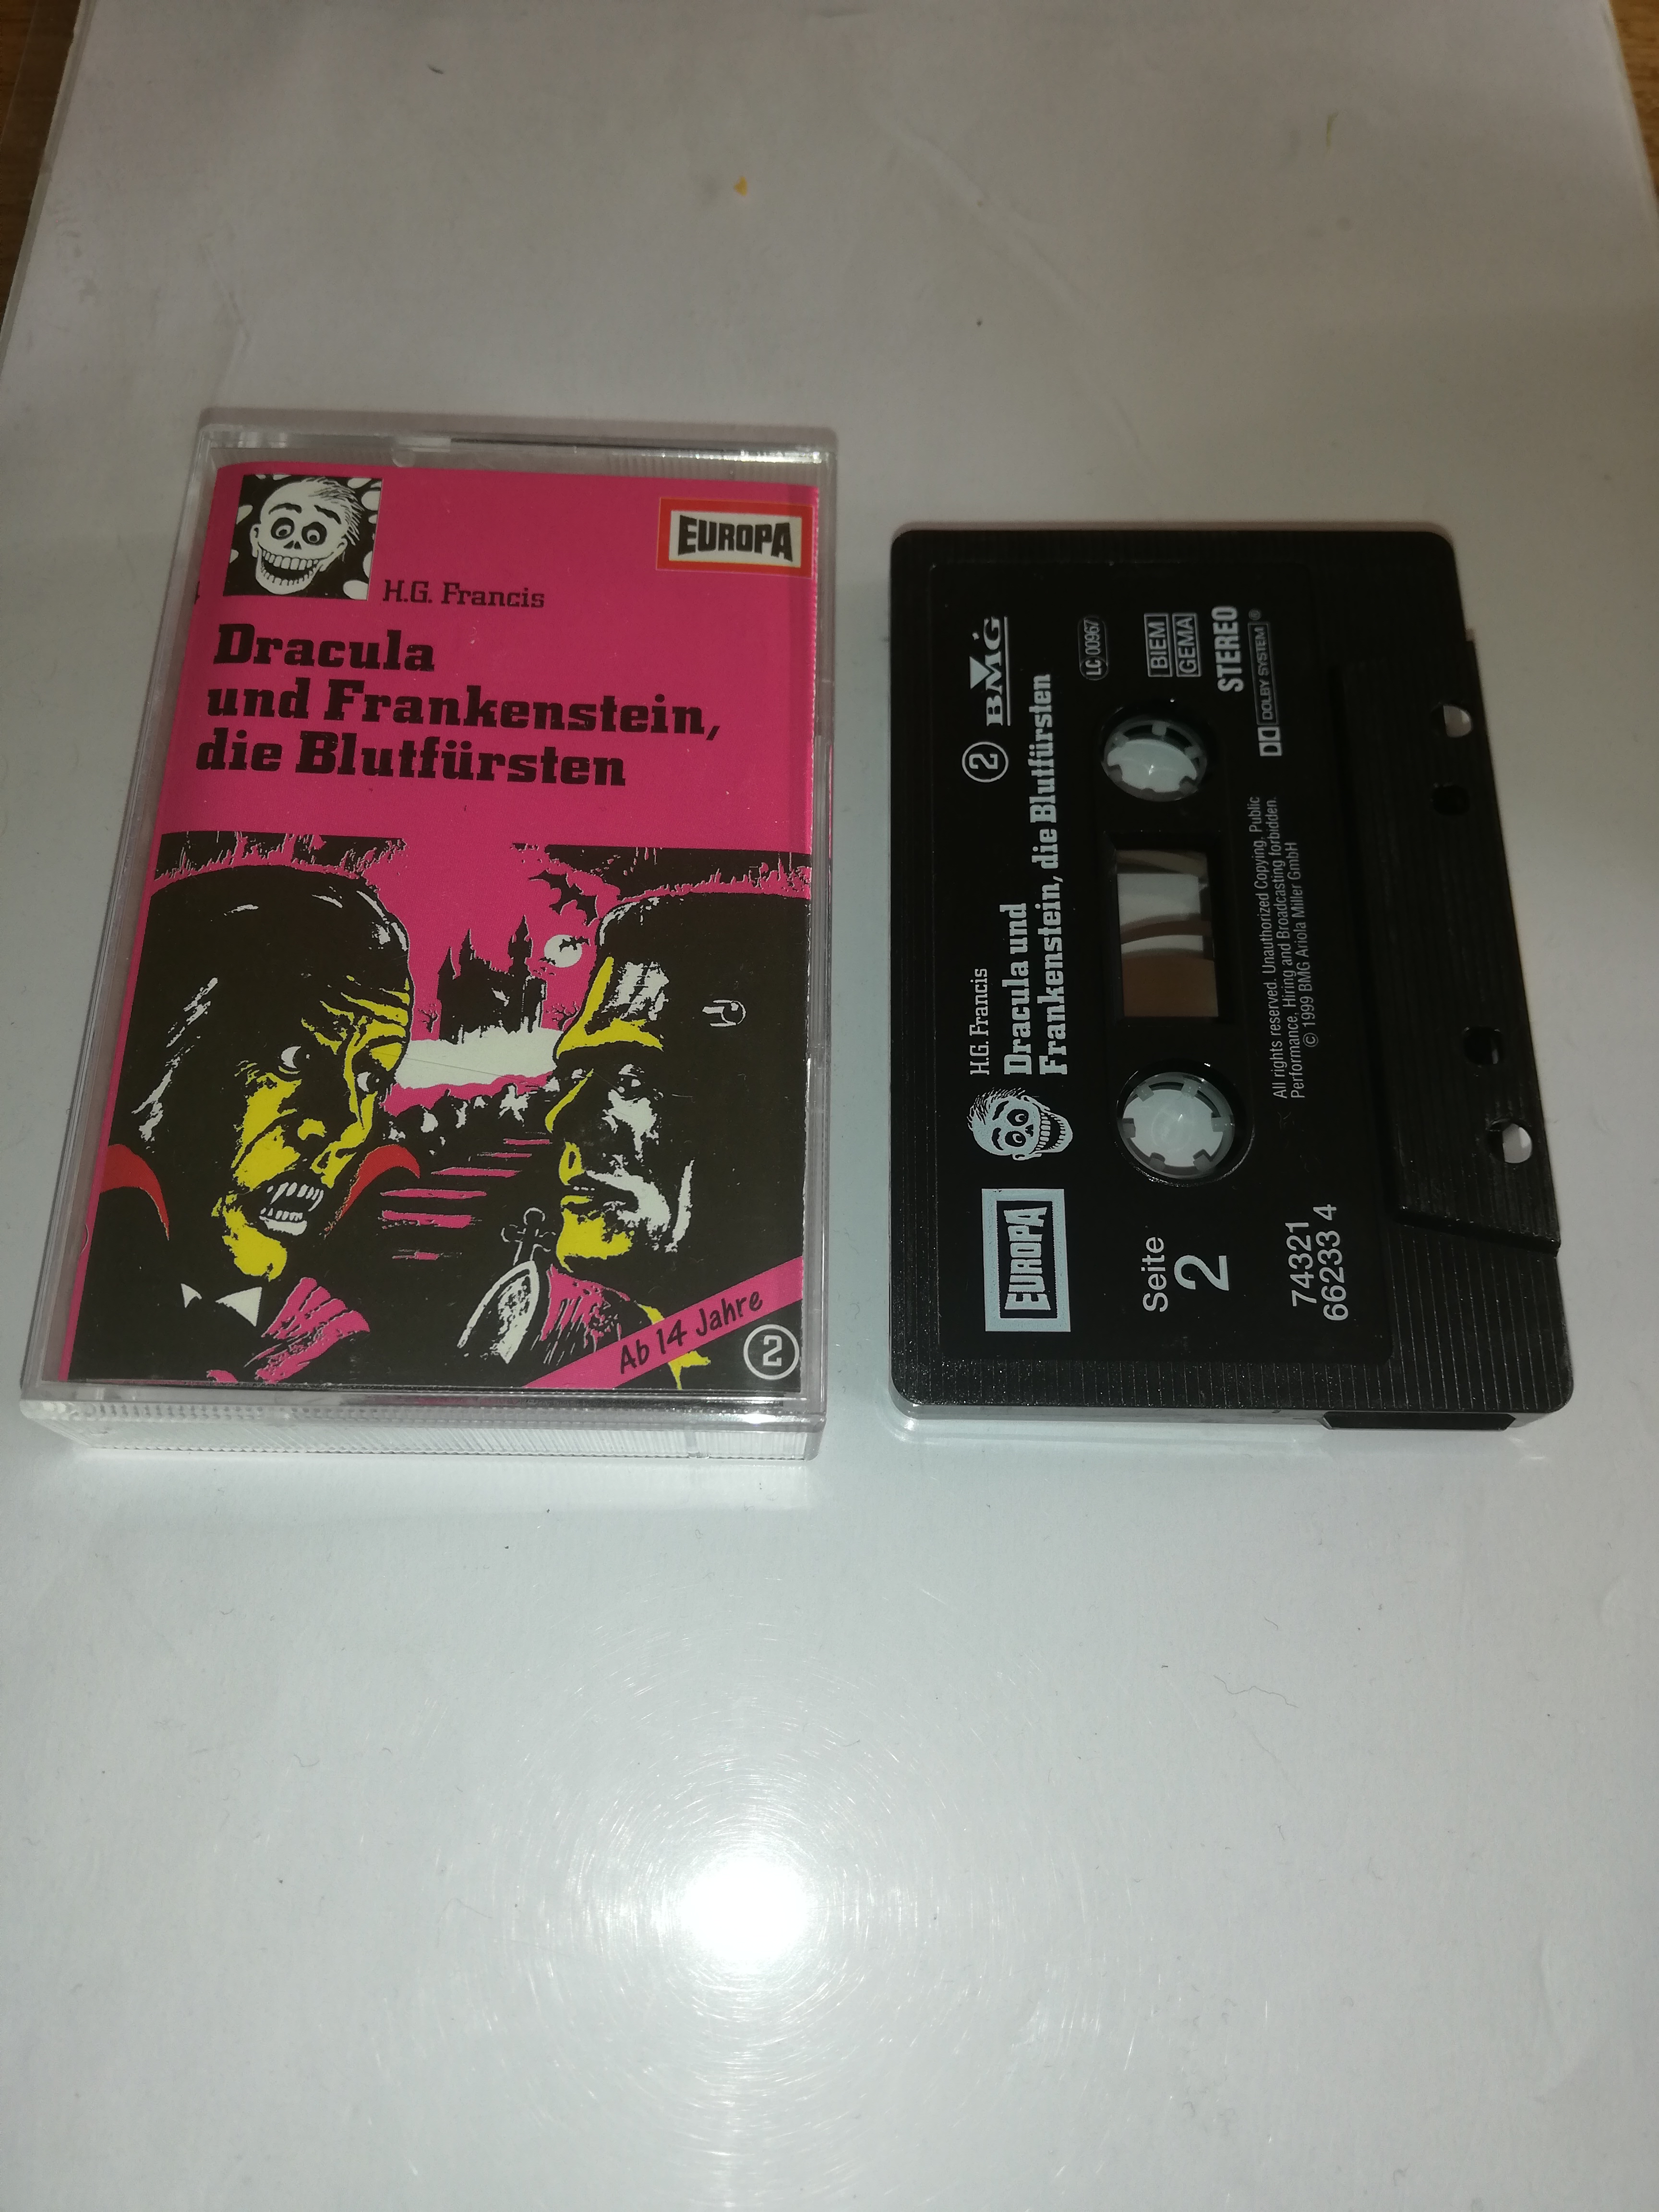 EUROPA
H.G. Francis
Dracula
und Frankenstein,
die Blutfürsten
Ab 14 Jahre
2
EUROPA
H.G. Francis
Dracula und
Frankenstein, die Blutfürsten
2
BMG
LC 00967
Seite
2
BIEM
GEMA
STEREO
DOLBY SYSTEM®
74321
66233 4
All rights reserved. Unauthorized Copying, Public
Performance, Hiring and Broadcasting forbidden.
© 1999 BMG Ariola Miller GmbH